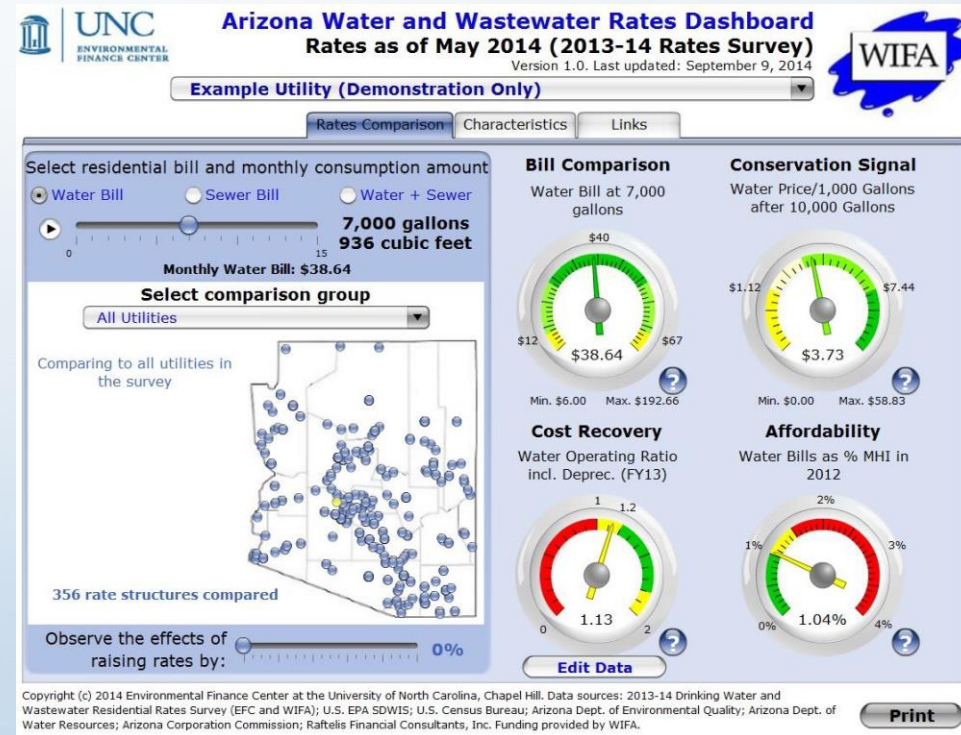 UNC
ENVIRONMENTAL
FINANCE CENTER
Arizona Water and Wastewater Rates Dashboard
Rates as of May 2014 (2013-14 Rates Survey)
Version 1.0. Last updated: September 9, 2014
WIFA
Example Utility (Demonstration Only)
Rates Comparison
Characteristics
Links
Select residential bill and monthly consumption amount
Water Bill
Sewer Bill
Water + Sewer
7,000 gallons
936 cubic feet
0
15
Monthly Water Bill: $38.64
Select comparison group
All Utilities
Comparing to all utilities in
the survey
356 rate structures compared
Observe the effects of
raising rates by:
0%
Bill Comparison
Water Bill at 7,000
gallons
$40
$12
$67
$38.64
?
Min. $6.00
Max. $192.66
Conservation Signal
Water Price/1,000 Gallons
after 10,000 Gallons
$1.12
$7.44
$3.73
?
Min. $0.00
Max. $58.83
Cost Recovery
Water Operating Ratio
incl. Deprec. (FY13)
1
1.2
0
2
1.13
?
Edit Data
Affordability
Water Bills as % MHI in
2012
2%
1%
3%
0%
4%
1.04%
?
Copyright (c) 2014 Environmental Finance Center at the University of North Carolina, Chapel Hill. Data sources: 2013-14 Drinking Water and
Wastewater Residential Rates Survey (EFC and WIFA); U.S. EPA SDWIS; U.S. Census Bureau; Arizona Dept. of Environmental Quality; Arizona Dept. of
Water Resources; Arizona Corporation Commission; Raftelis Financial Consultants, Inc. Funding provided by WIFA.
Print